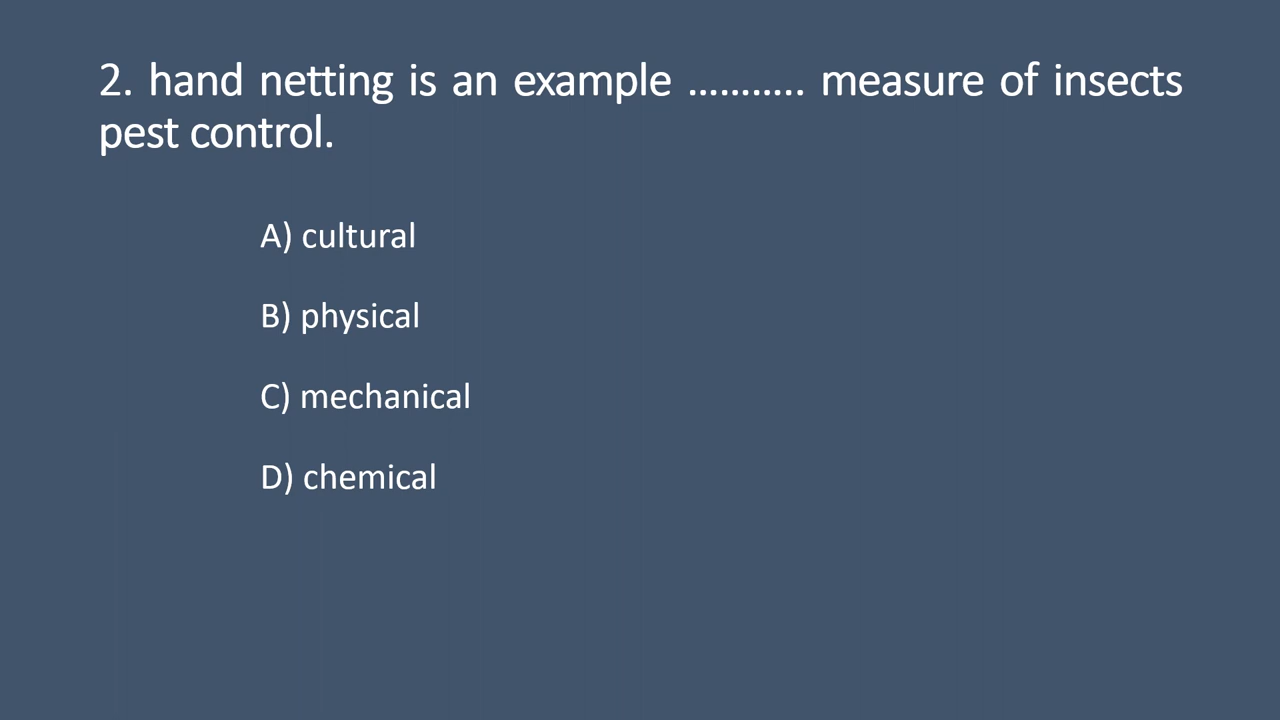 2. hand netting is an example ........... measure of insects
pest control.
A) cultural
B) physical
C) mechanical
D) chemical